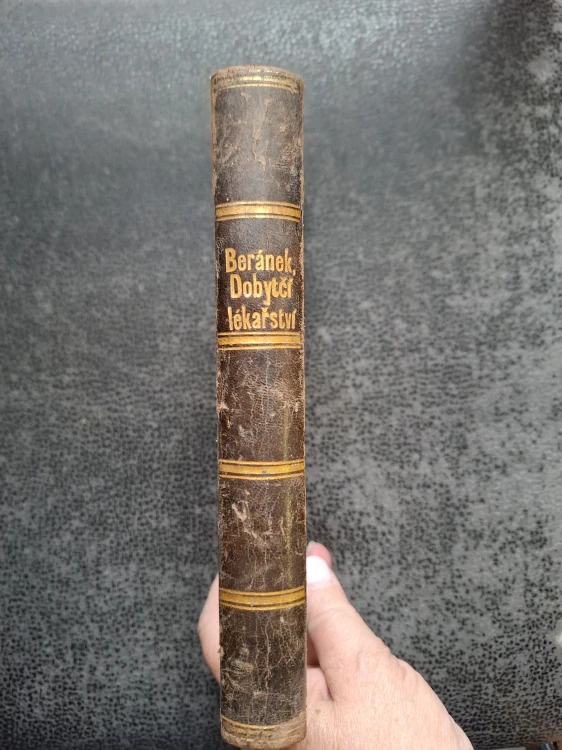 Beránek,
Dobytčí
lékařství